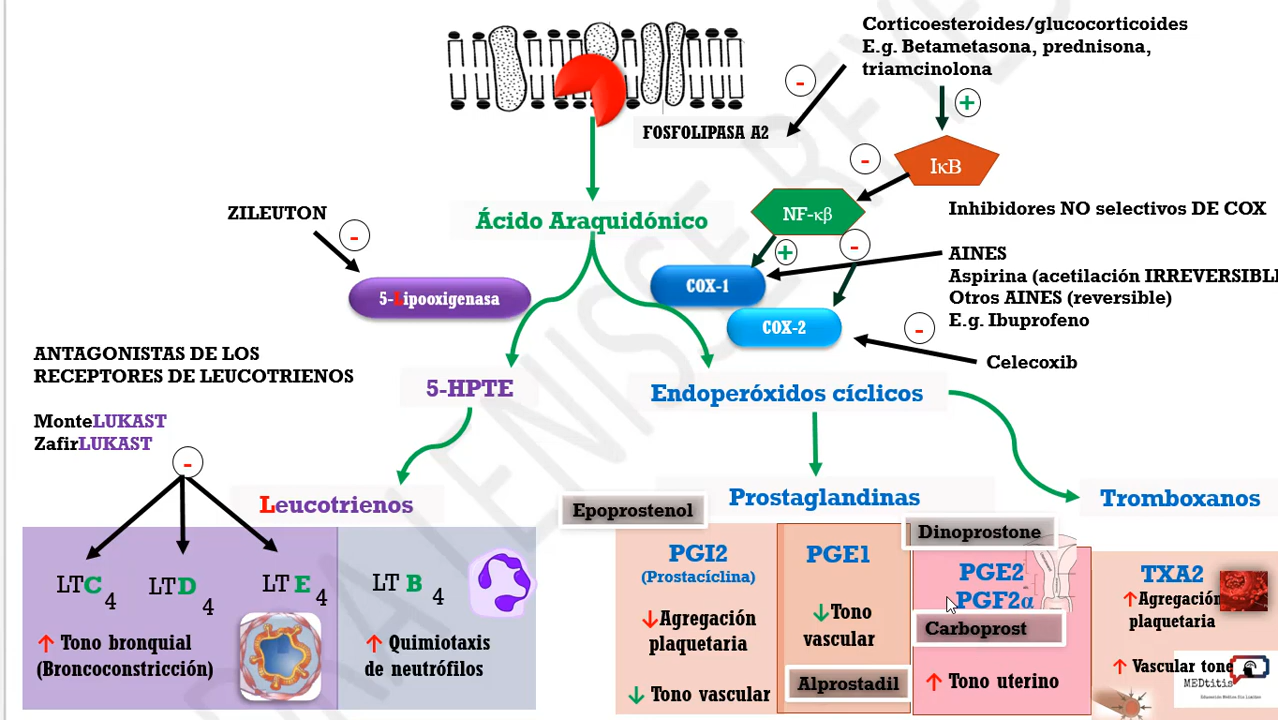 Corticoesteroides/glucocorticoides
E.g. Betametasona, prednisona,
triamcinolona
-
+
FOSFOLIPASA A2
IκB
-
ZILEUTON
-
Ácido Araquidónico
NF-κβ
Inhibidores NO selectivos DE COX
+
-
AINES
Aspirina (acetilación IRREVERSIBL
Otros AINES (reversible)
E.g. Ibuprofeno
5-Lipooxigenasa
COX-1
COX-2
-
Celecoxib
ANTAGONISTAS DE LOS
RECEPTORES DE LEUCOTRIENOS
MonteLUKAST
ZafirLUKAST
-
5-HPTE
Endoperóxidos cíclicos
Leucotrienos
Prostaglandinas
Tromboxanos
Epoprostenol
Dinoprostone
LTC4
LTD4
LTE4
LTB4
↑ Tono bronquial
(Broncoconstricción)
↑ Quimiotaxis
de neutrófilos
PGI2
(Prostacíclina)
↓Agregación
plaquetaria
↓ Tono vascular
PGE1
↓Tono
vascular
Alprostadil
PGE2
PGF2α
Carboprost
↑ Tono uterino
TXA2
↑Agregación
plaquetaria
↑ Vascular tone
MEDtitis